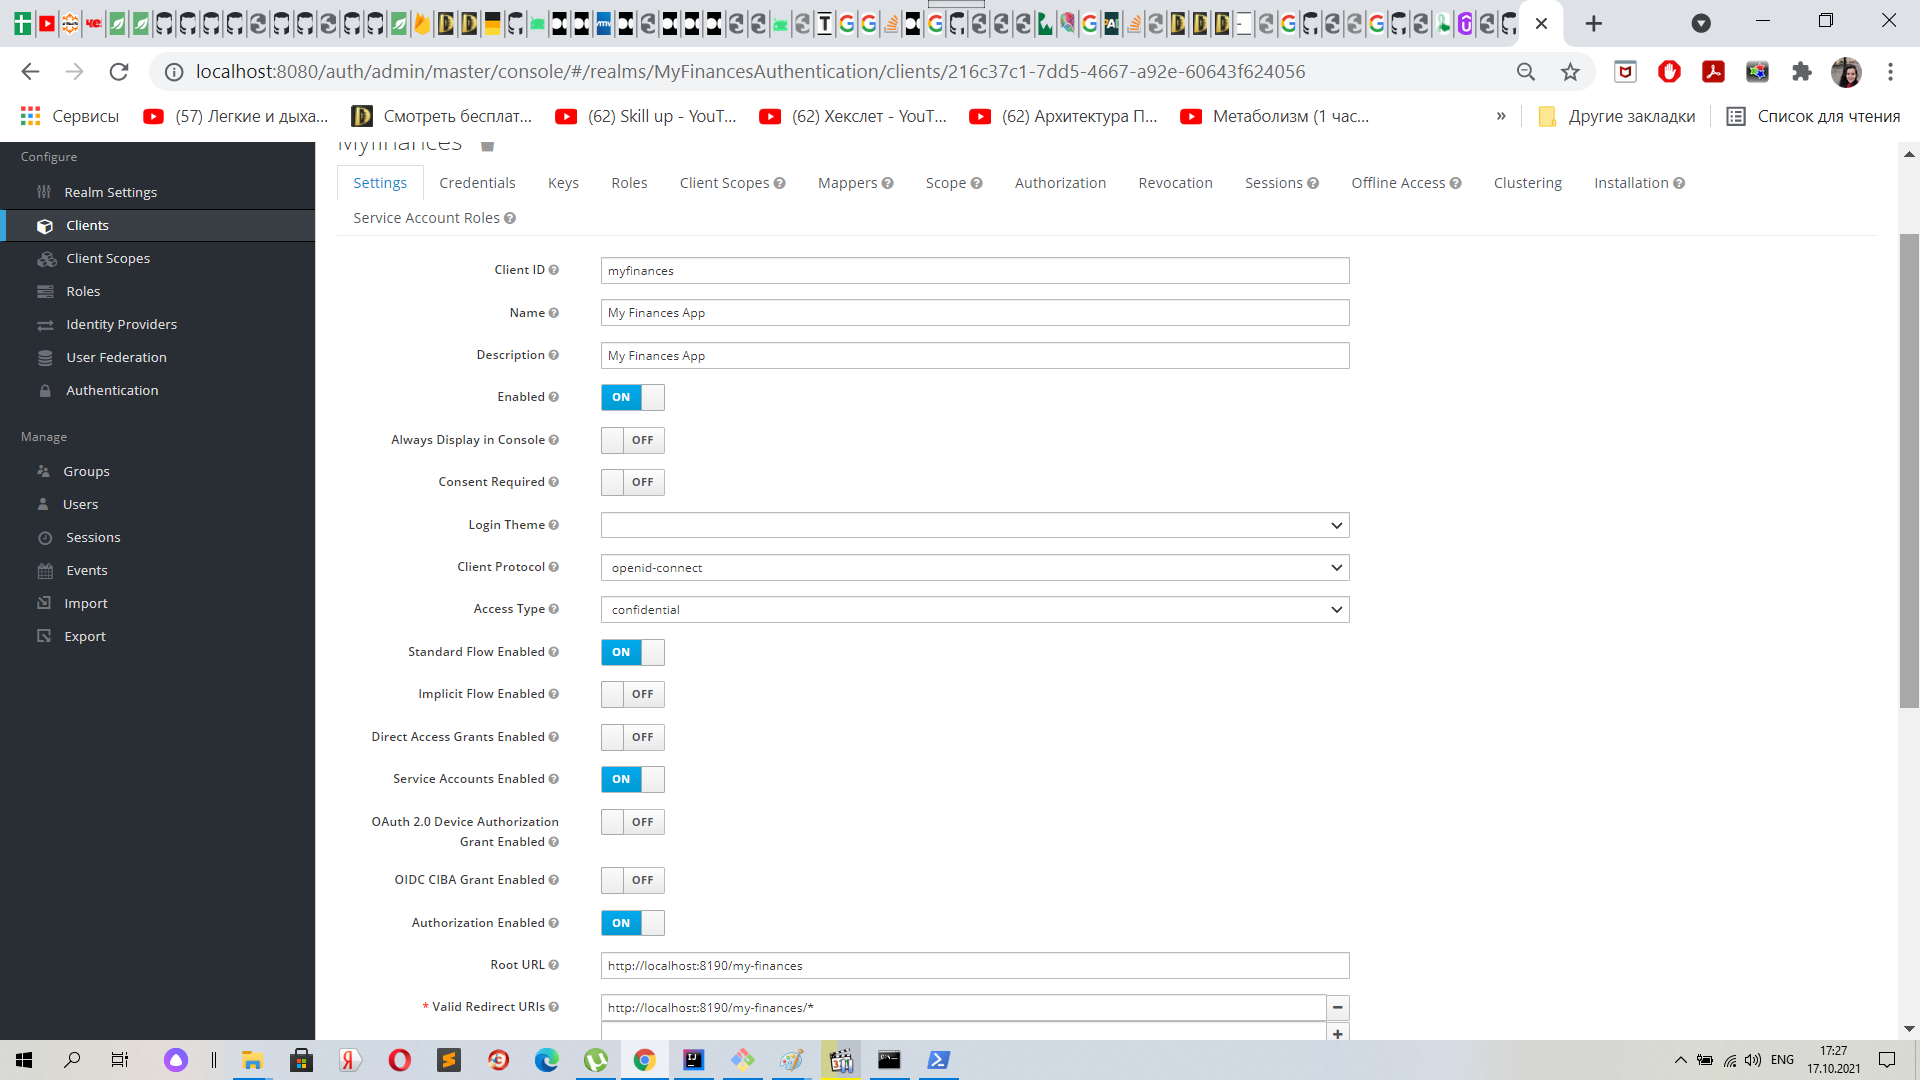 localhost:8080/auth/admin/master/console/#/realms/MyFinancesAuthentication/clients/216c37c1-7dd5-4667-a92e-60643f624056
Сервисы
(57) Легкие и дыха...
Смотреть бесплат...
(62) Skill up - YouT...
(62) Хекслет - YouT...
(62) Архитектура П...
Метаболизм (1 час...
»
Другие закладки
Список для чтения
Configure
Realm Settings
Clients
Client Scopes
Roles
Identity Providers
User Federation
Authentication
Manage
Groups
Users
Sessions
Events
Import
Export
Myfinances
Settings
Credentials
Keys
Roles
Client Scopes
Mappers
Scope
Authorization
Revocation
Sessions
Offline Access
Clustering
Installation
Service Account Roles
Client ID
myfinances
Name
My Finances App
Description
My Finances App
Enabled
ON
Always Display in Console
OFF
Consent Required
OFF
Login Theme
Client Protocol
openid-connect
Access Type
confidential
Standard Flow Enabled
ON
Implicit Flow Enabled
OFF
Direct Access Grants Enabled
OFF
Service Accounts Enabled
ON
OAuth 2.0 Device Authorization
Grant Enabled
OFF
OIDC CIBA Grant Enabled
OFF
Authorization Enabled
ON
Root URL
http://localhost:8190/my-finances
* Valid Redirect URIs
http://localhost:8190/my-finances/*
ENG
17:27
17.10.2021